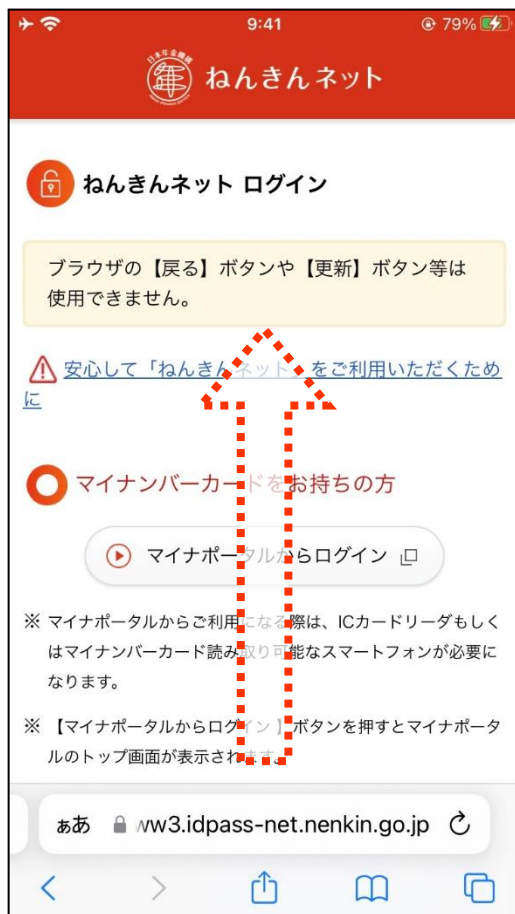 9:41
79%
ねんきんネット
ねんきんネット ログイン
ブラウザの【戻る】ボタンや【更新】ボタン等は
使用できません。
安心して「ねんきんネット」をご利用いただくため
に
マイナンバーカードをお持ちの方
マイナポータルからログイン
※ マイナポータルからご利用になる際は、ICカードリーダもしく
はマイナンバーカード読み取り可能なスマートフォンが必要に
なります。
※ 【マイナポータルからログイン 】ボタンを押すとマイナポータ
ルのトップ画面が表示されます。
ぁあ
ww3.idpass-net.nenkin.go.jp